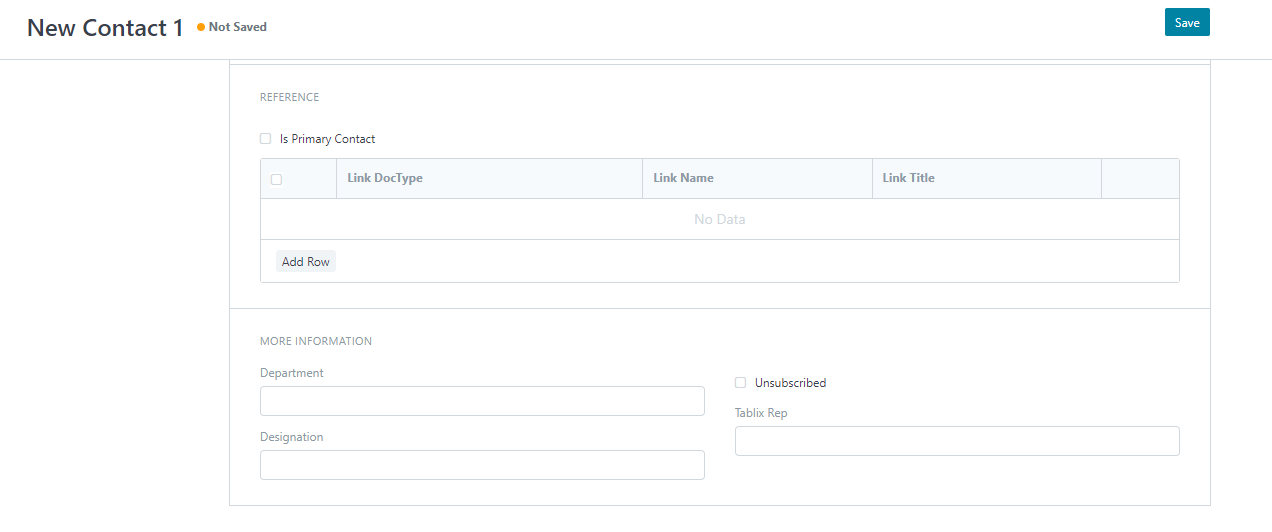 New Contact 1
Not Saved
Save
REFERENCE
Is Primary Contact
Link DocType
Link Name
Link Title
No Data
Add Row
MORE INFORMATION
Department
Unsubscribed
Tablix Rep
Designation